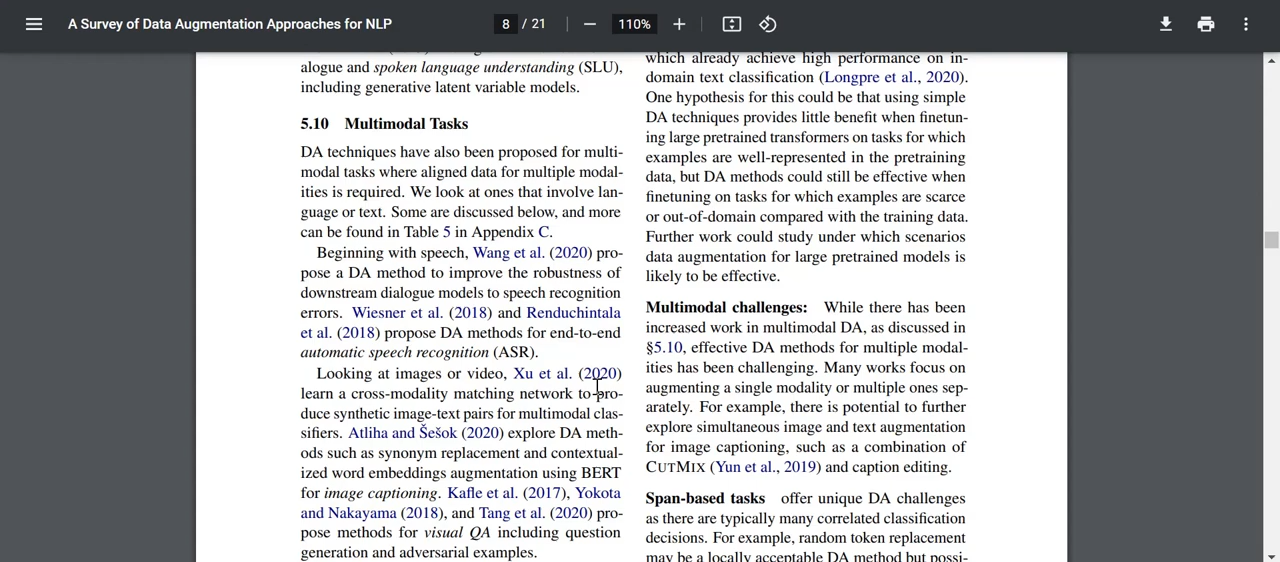 A Survey of Data Augmentation Approaches for NLP
8 / 21
110%
alogue and spoken language understanding (SLU),
including generative latent variable models.
5.10 Multimodal Tasks
DA techniques have also been proposed for multi-
modal tasks where aligned data for multiple modal-
ities is required. We look at ones that involve lan-
guage or text. Some are discussed below, and more
can be found in Table 5 in Appendix C.
Beginning with speech, Wang et al. (2020) pro-
pose a DA method to improve the robustness of
downstream dialogue models to speech recognition
errors. Wiesner et al. (2018) and Renduchintala
et al. (2018) propose DA methods for end-to-end
automatic speech recognition (ASR).
Looking at images or video, Xu et al. (2020)
learn a cross-modality matching network to pro-
duce synthetic image-text pairs for multimodal clas-
sifiers. Atliha and Šešok (2020) explore DA meth-
ods such as synonym replacement and contextual-
ized word embeddings augmentation using BERT
for image captioning. Kafle et al. (2017), Yokota
and Nakayama (2018), and Tang et al. (2020) pro-
pose methods for visual QA including question
generation and adversarial examples.
which already achieve high performance on in-
domain text classification (Longpre et al., 2020).
One hypothesis for this could be that using simple
DA techniques provides little benefit when finetun-
ing large pretrained transformers on tasks for which
examples are well-represented in the pretraining
data, but DA methods could still be effective when
finetuning on tasks for which examples are scarce
or out-of-domain compared with the training data.
Further work could study under which scenarios
data augmentation for large pretrained models is
likely to be effective.
Multimodal challenges: While there has been
increased work in multimodal DA, as discussed in
§5.10, effective DA methods for multiple modal-
ities has been challenging. Many works focus on
augmenting a single modality or multiple ones sep-
arately. For example, there is potential to further
explore simultaneous image and text augmentation
for image captioning, such as a combination of
CUTMIX (Yun et al., 2019) and caption editing.
Span-based tasks offer unique DA challenges
as there are typically many correlated classification
decisions. For example, random token replacement
may be a locally acceptable DA method but possi-